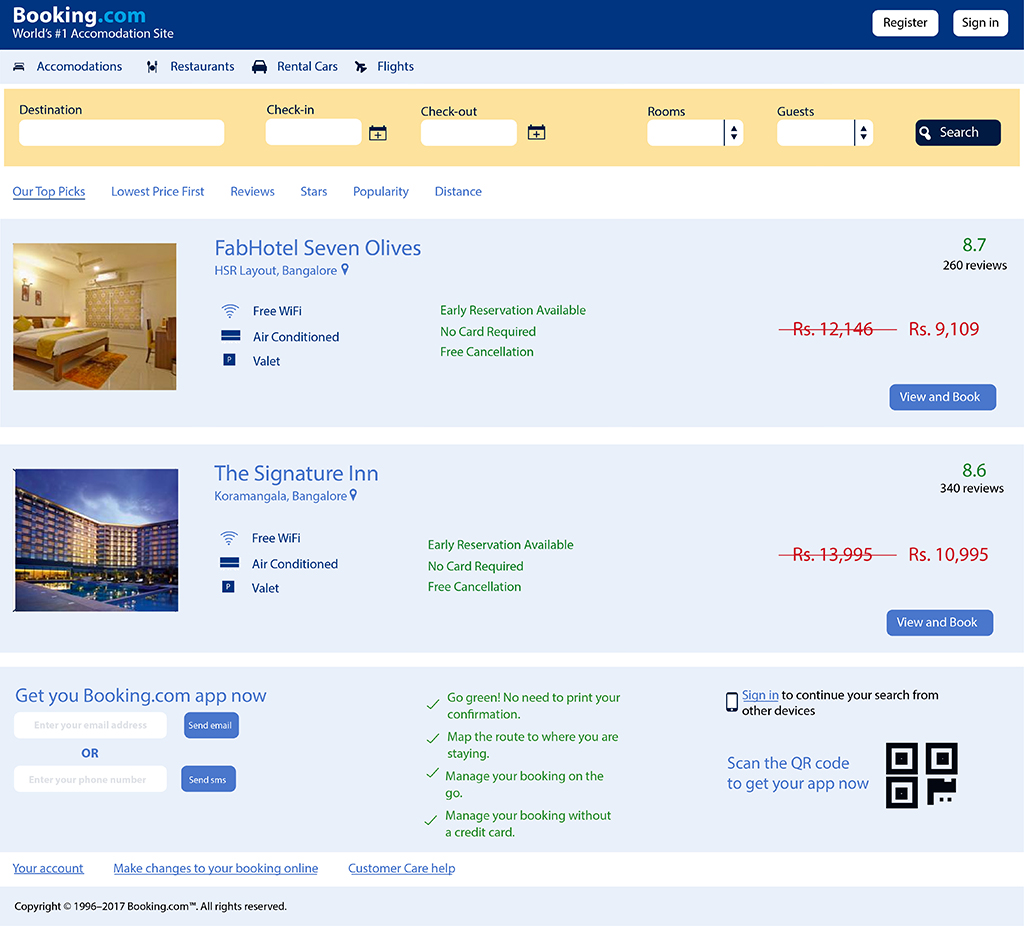 Booking.com
World's #1 Accomodation Site
Register
Sign in
Accomodations
Restaurants
Rental Cars
Flights
Destination
Check-in
Check-out
Rooms
Guests
Search
Our Top Picks
Lowest Price First
Reviews
Stars
Popularity
Distance
FabHotel Seven Olives
HSR Layout, Bangalore
8.7
260 reviews
Free WiFi
Air Conditioned
P
Valet
Early Reservation Available
No Card Required
Free Cancellation
Rs. 12,146
Rs. 9,109
View and Book
The Signature Inn
Koramangala, Bangalore
8.6
340 reviews
Free WiFi
Air Conditioned
P
Valet
Early Reservation Available
No Card Required
Free Cancellation
Rs. 13,995
Rs. 10,995
View and Book
Get you Booking.com app now
Enter your email address
Send email
OR
Enter your phone number
Send sms
Go green! No need to print your
confirmation.
Map the route to where you are
staying.
Manage your booking on the
go.
Manage your booking without
a credit card.
Sign in to continue your search from
other devices
Scan the QR code
to get your app now
Your account
Make changes to your booking online
Customer Care help
Copyright © 1996–2017 Booking.com™. All rights reserved.